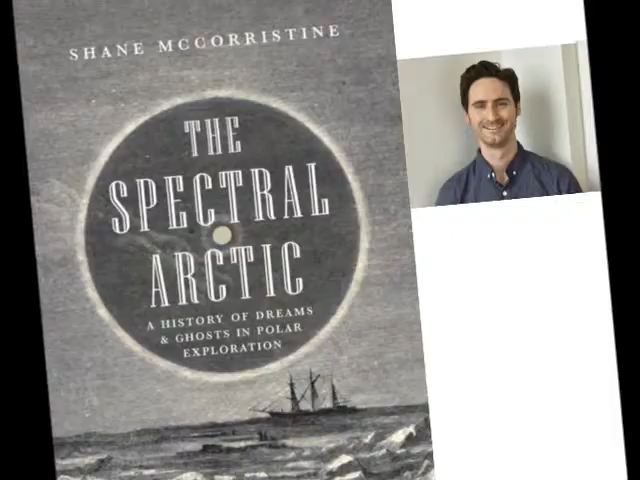 SHANE MCCORRISTINE
THE
SPECTRAL
ARCTIC
A HISTORY OF DREAMS
& GHOSTS IN POLAR
EXPLORATION